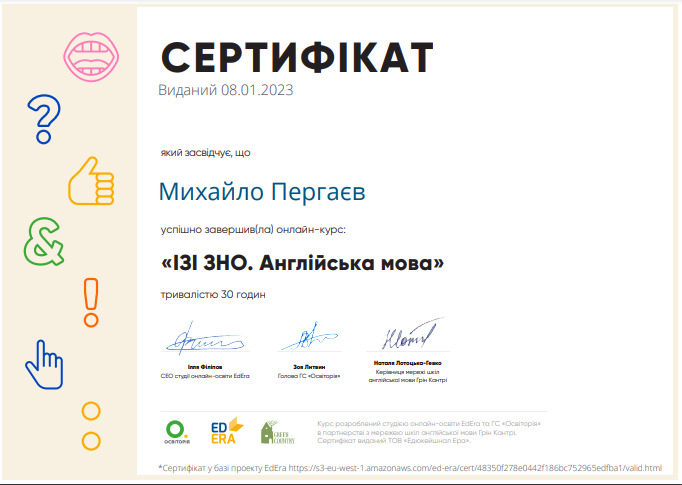 СЕРТИФІКАТ
Виданий 08.01.2023
який засвідчує, що
Михайло Пергаєв
успішно завершив(ла) онлайн-курс:
«ІЗІ ЗНО. Англійська мова»
тривалістю 30 годин
Ілля Філіпов
СЕО студії онлайн-освіти EdEra
Зоя Литвин
Голова ГС «Освіторія»
Наталя Лотоцька-Гевко
Керівниця мережі шкіл
англійської мови Грін Кантрі
ОСВІТОРІЯ
ED
ERA
GREEN
COUNTRY
Курс розроблений студією онлайн-освіти EdEra та ГС «Освіторія»
в партнерстві з мережею шкіл англійської мови Грін Кантрі.
Сертифікат виданий ТОВ «Едюкейшнал Ера».
*Сертифікат у базі проекту EdEra https://s3-eu-west-1.amazonaws.com/ed-era/cert/48350f278e0442f186bc752965edfba1/valid.html
?
&
!